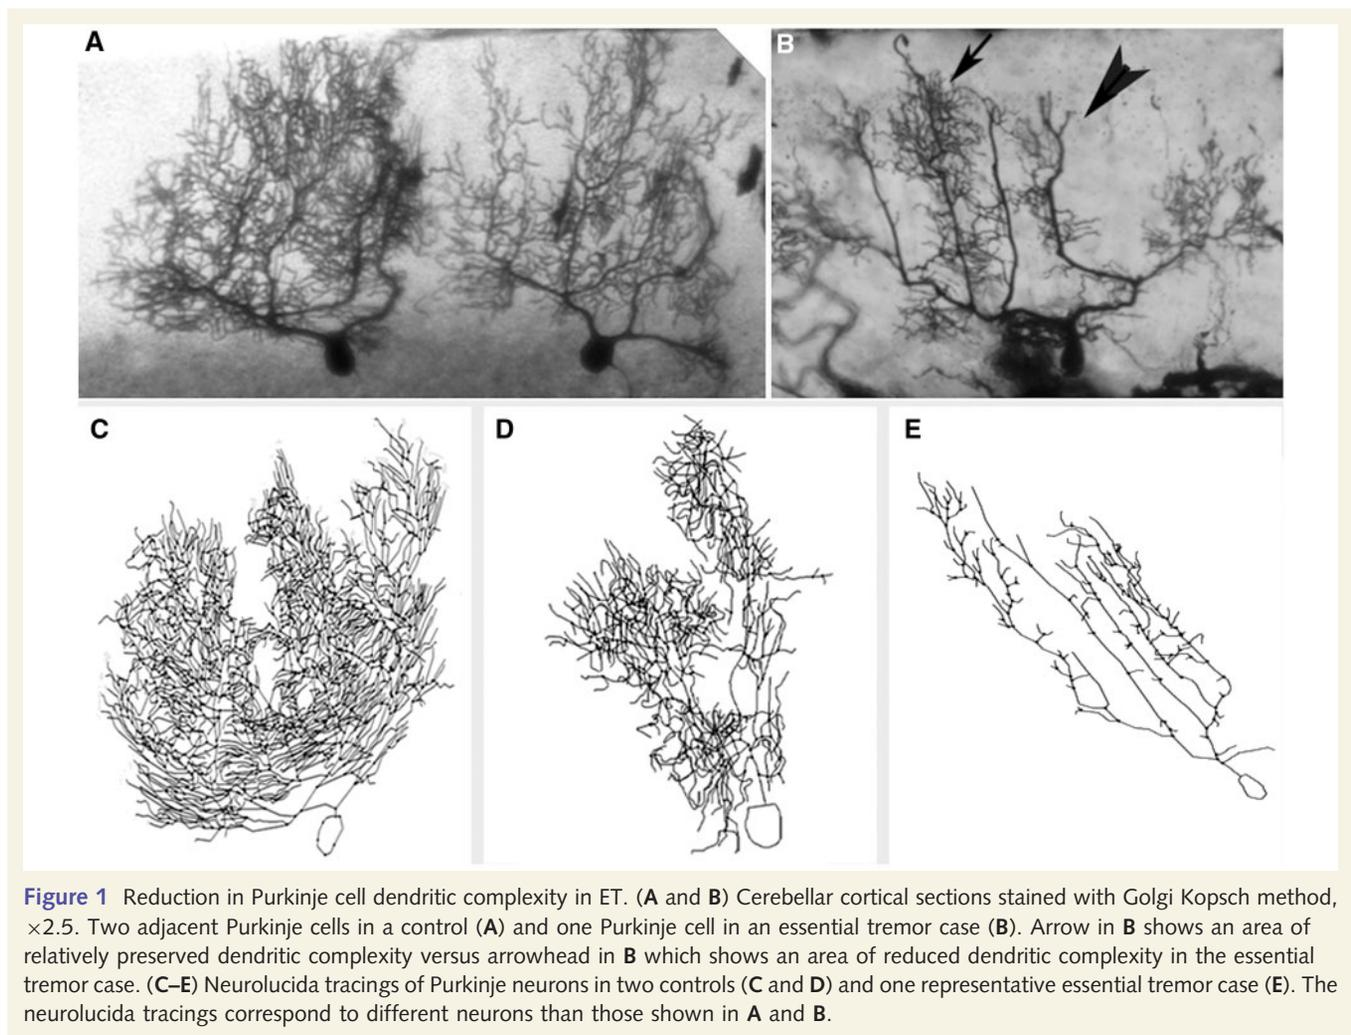 A
B
C
D
E
Figure 1 Reduction in Purkinje cell dendritic complexity in ET. (A and B) Cerebellar cortical sections stained with Golgi Kopsch method,
×2.5. Two adjacent Purkinje cells in a control (A) and one Purkinje cell in an essential tremor case (B). Arrow in B shows an area of
relatively preserved dendritic complexity versus arrowhead in B which shows an area of reduced dendritic complexity in the essential
tremor case. (C–E) Neurolucida tracings of Purkinje neurons in two controls (C and D) and one representative essential tremor case (E). The
neurolucida tracings correspond to different neurons than those shown in A and B.